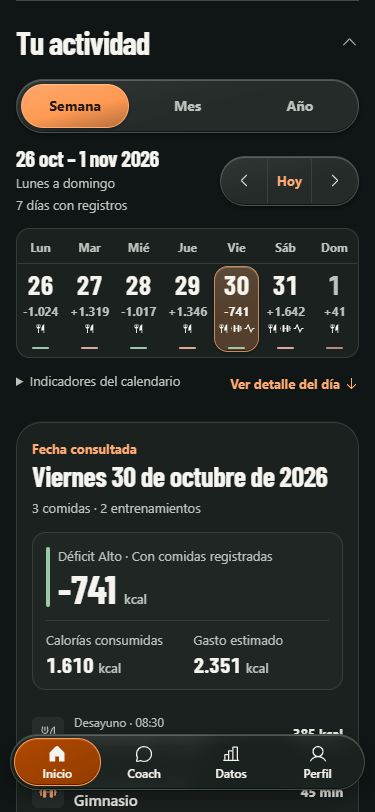 Tu actividad
Semana Mes Año
26 oct – 1 nov 2026
Lunes a domingo
7 días con registros
Hoy
Lun Mar Mié Jue Vie Sáb Dom
26 27 28 29 30 31 1
-1.024 +1.319 -1.017 +1.346 -741 +1.642 +41
Indicadores del calendario
Ver detalle del día ↓
Fecha consultada
Viernes 30 de octubre de 2026
3 comidas · 2 entrenamientos
Déficit Alto · Con comidas registradas
-741 kcal
Calorías consumidas Gasto estimado
1.610 kcal 2.351 kcal
Desayuno · 08:30
385 kcal
Inicio Coach Datos Perfil
Gimnasio
45 min